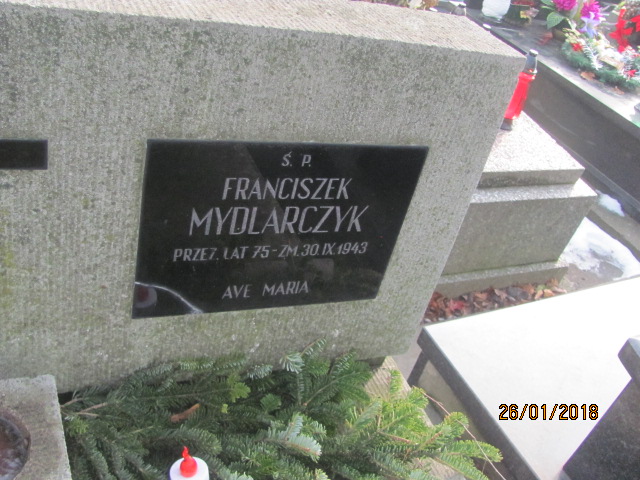 Ś. P.
FRANCISZEK
MYDLARCZYK
PRZEŻ. LAT 75-ZM.30.IX.1943
AVE MARIA
26/01/2018